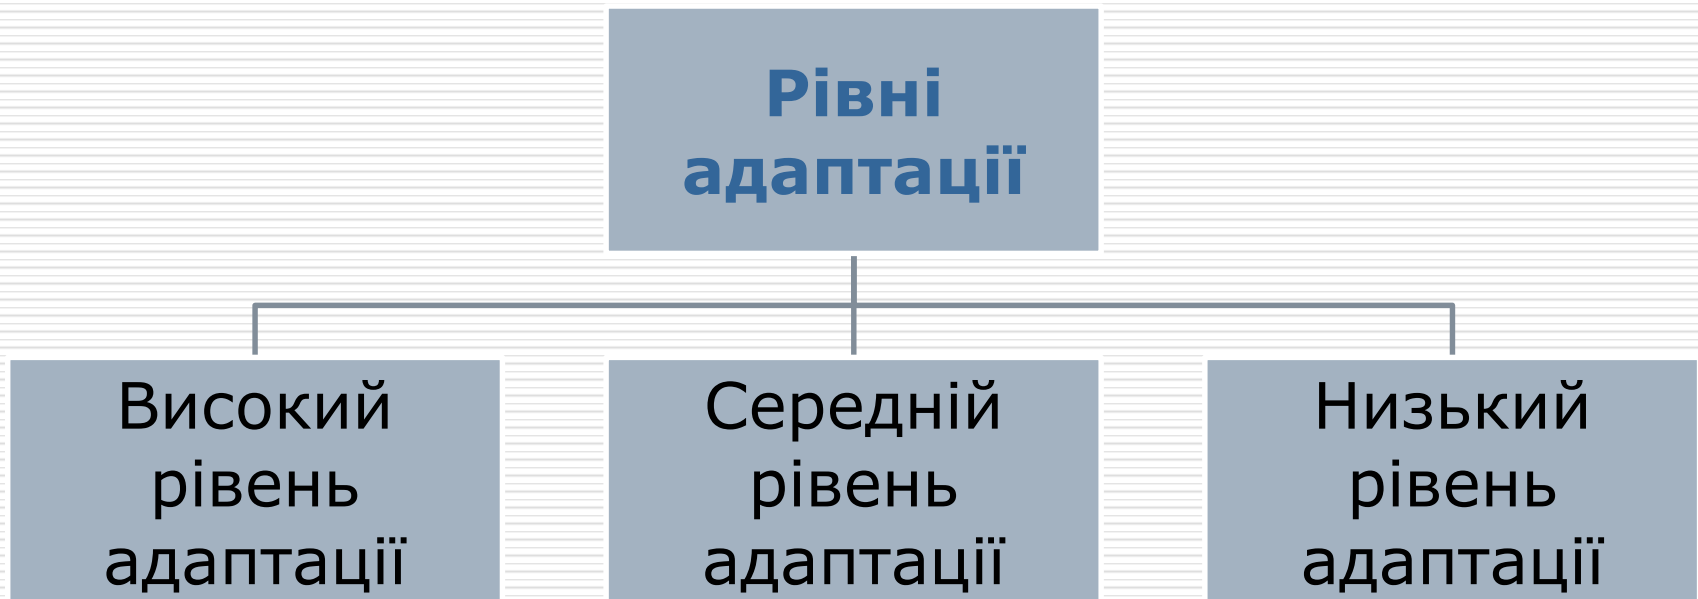 Рівні
адаптації
Високий
рівень
адаптації
Середній
рівень
адаптації
Низький
рівень
адаптації